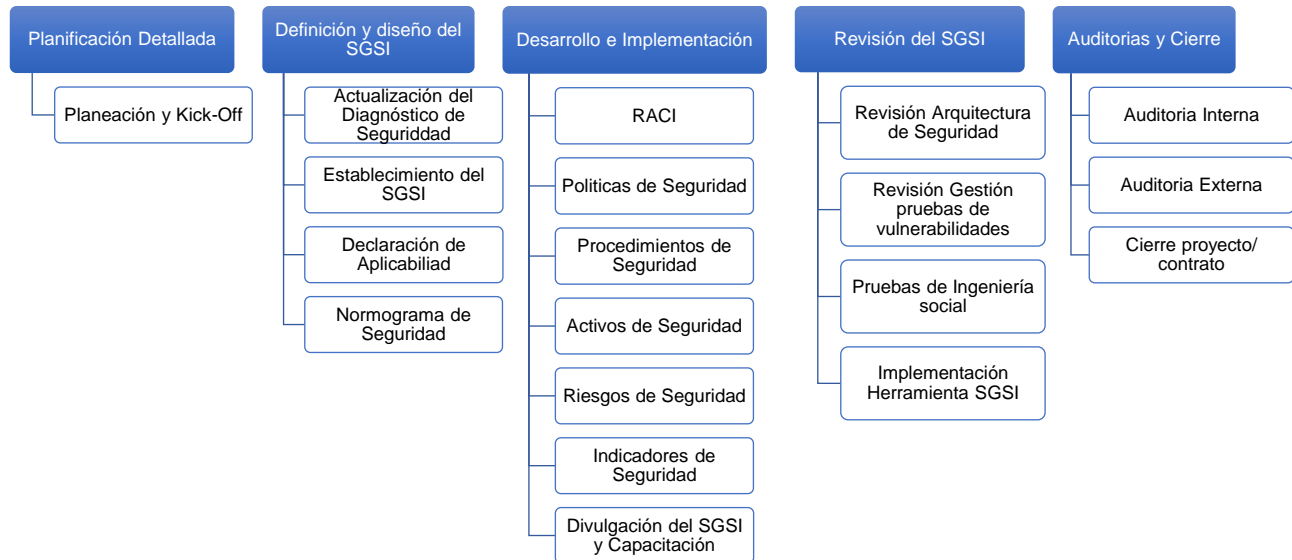 Planificación Detallada
Planeación y Kick-Off
Definición y diseño del
SGSI
Actualización del
Diagnóstico de
Seguriddad
Establecimiento del
SGSI
Declaración de
Aplicabiliad
Normograma de
Seguridad
Desarrollo e Implementación
RACI
Politicas de Seguridad
Procedimientos de
Seguridad
Activos de Seguridad
Riesgos de Seguridad
Indicadores de
Seguridad
Divulgación del SGSI
y Capacitación
Revisión del SGSI
Revisión Arquitectura
de Seguridad
Revisión Gestión
pruebas de
vulnerabilidades
Pruebas de Ingeniería
social
Implementación
Herramienta SGSI
Auditorias y Cierre
Auditoria Interna
Auditoria Externa
Cierre proyecto/
contrato